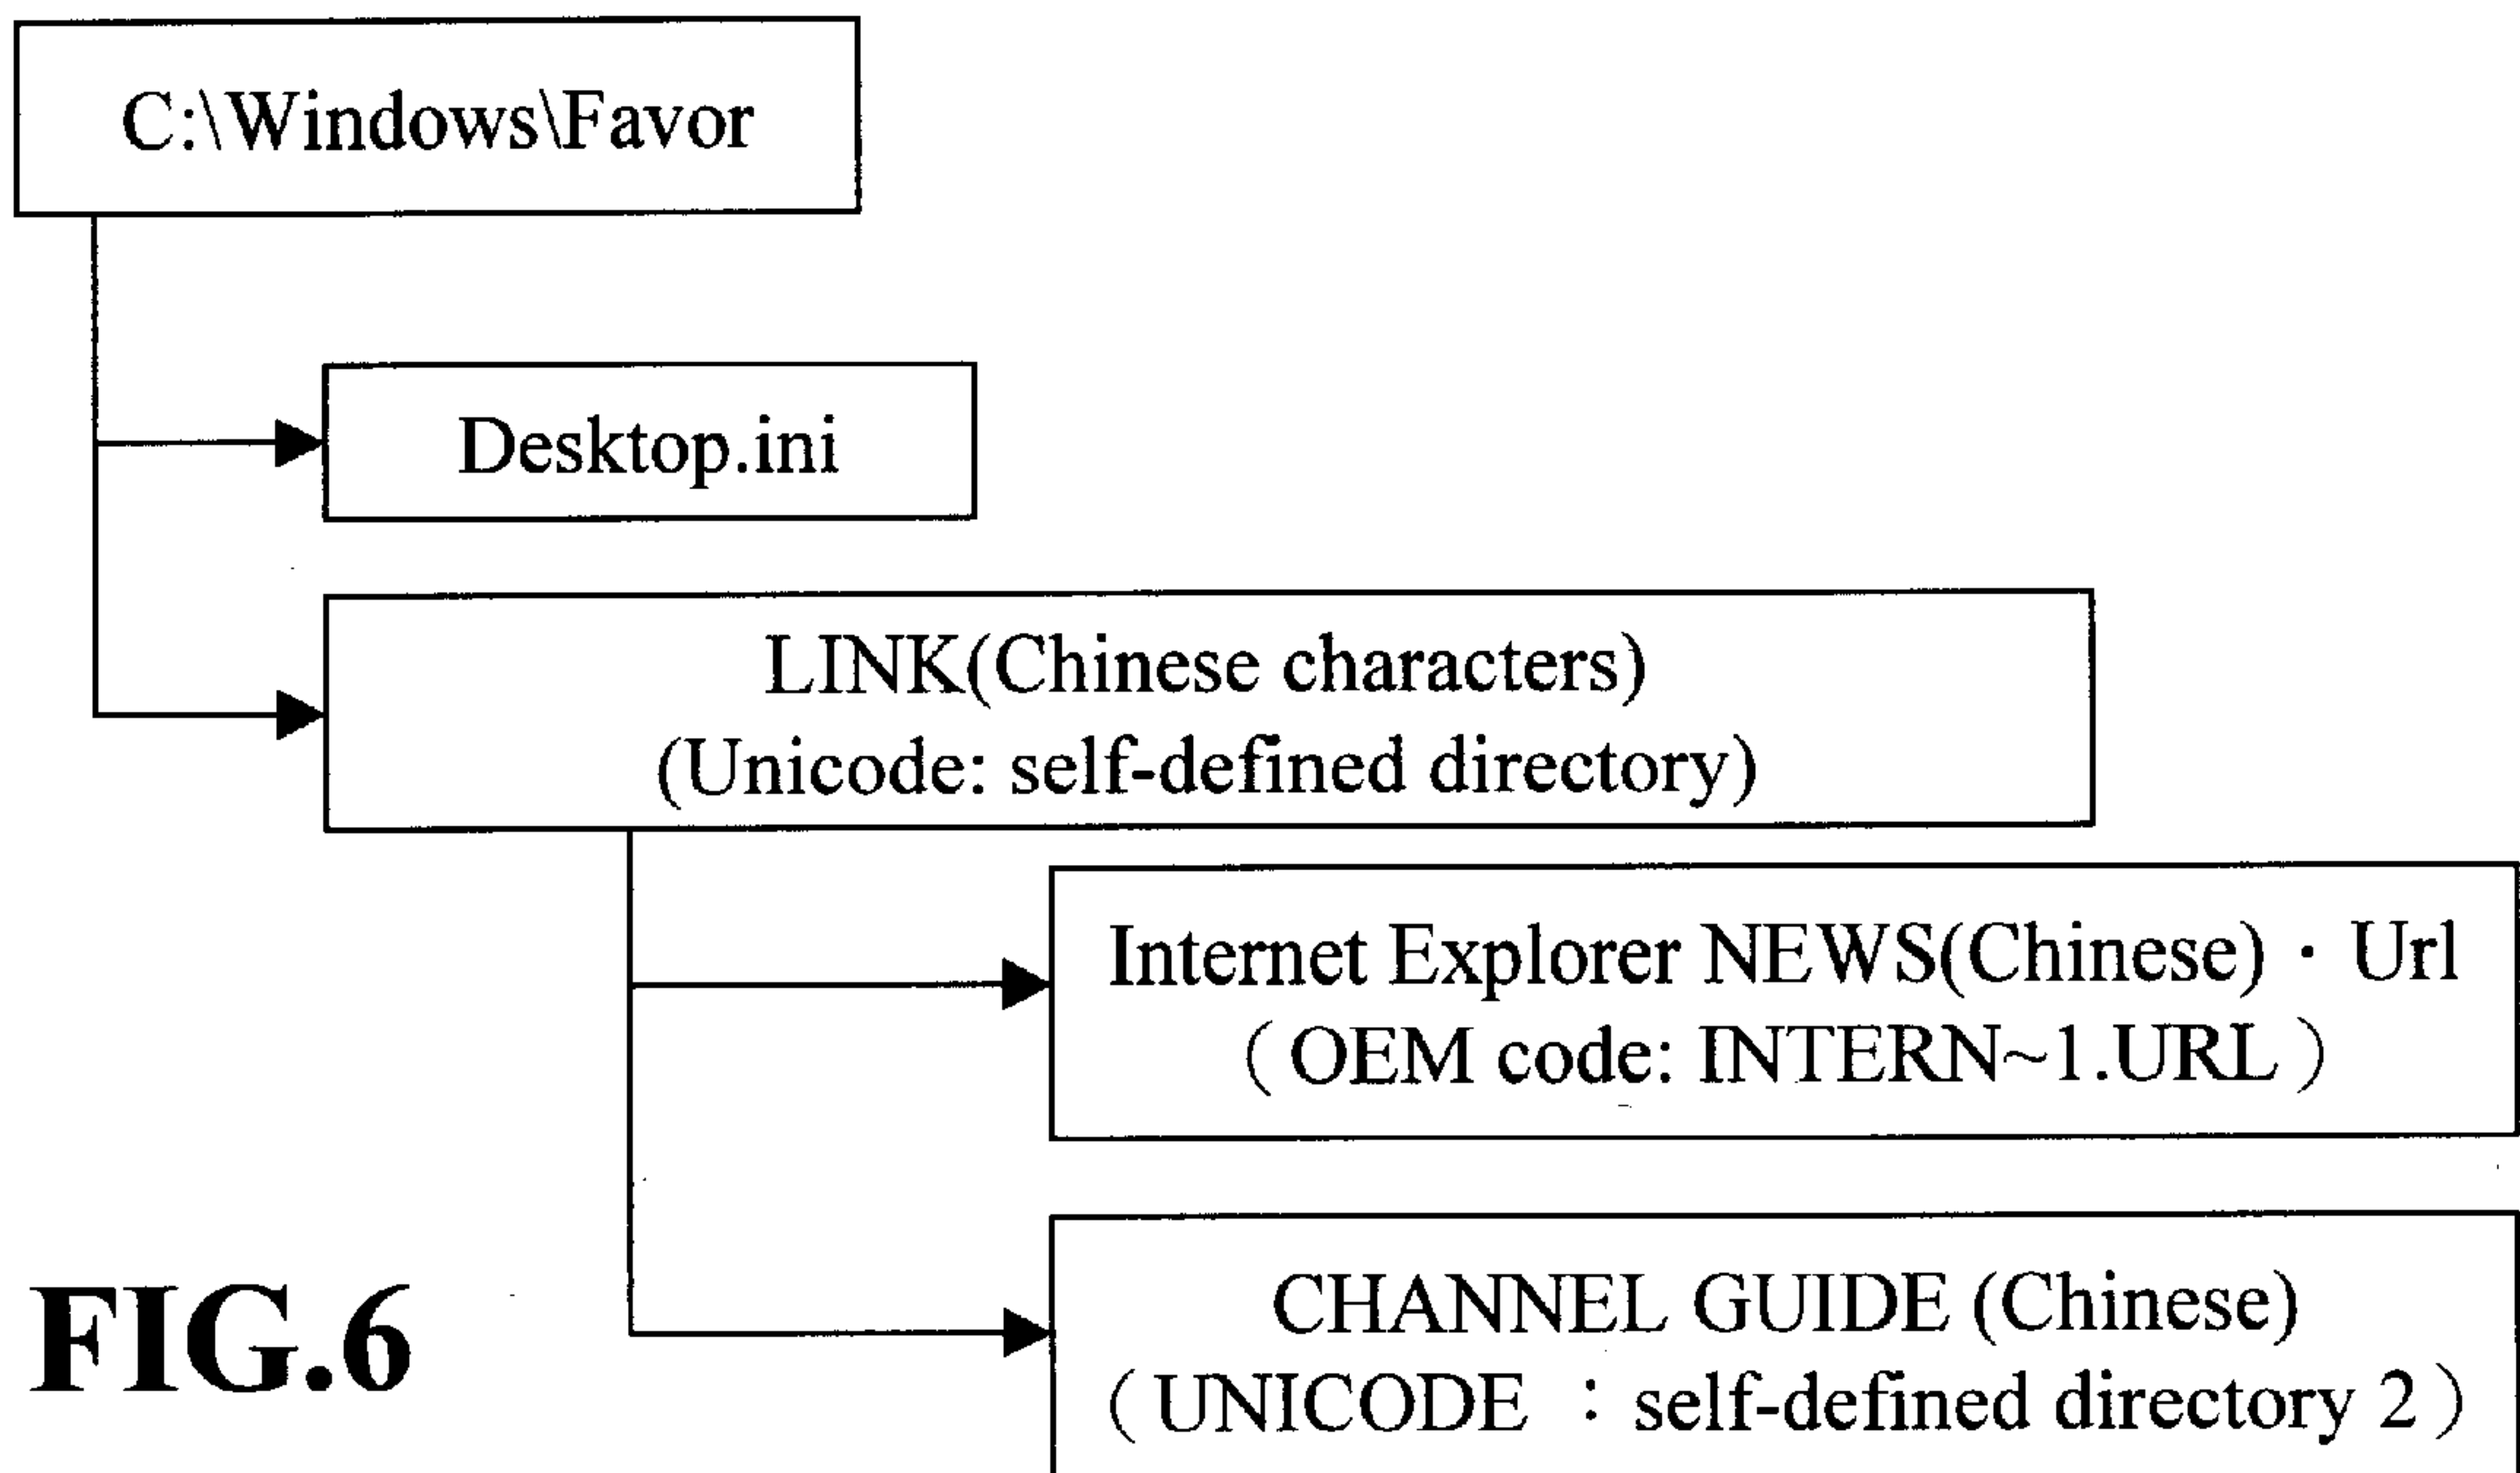 C:\Windows\Favor
Desktop.ini
LINK(Chinese characters)
(Unicode: self-defined directory)
Internet Explorer NEWS(Chinese)・Url
（OEM code: INTERN~1.URL）
CHANNEL GUIDE (Chinese)
（UNICODE ：self-defined directory 2）
FIG.6